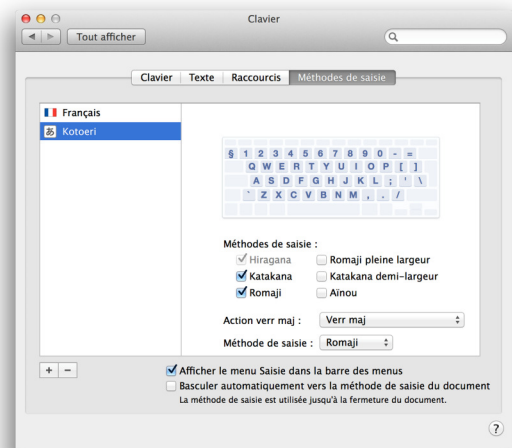 Clavier
Tout afficher
Clavier Texte Raccourcis Méthodes de saisie
Français
あ Kotoeri
§ 1 2 3 4 5 6 7 8 9 0 - =
Q W E R T Y U I O P [ ]
A S D F G H J K L ; ' \
` Z X C V B N M , . /
Méthodes de saisie :
Hiragana Romaji pleine largeur
Katakana Katakana demi-largeur
Romaji Aïnou
Action verr maj : Verr maj
Méthode de saisie : Romaji
+ − Afficher le menu Saisie dans la barre des menus
Basculer automatiquement vers la méthode de saisie du document
La méthode de saisie est utilisée jusqu'à la fermeture du document.
?